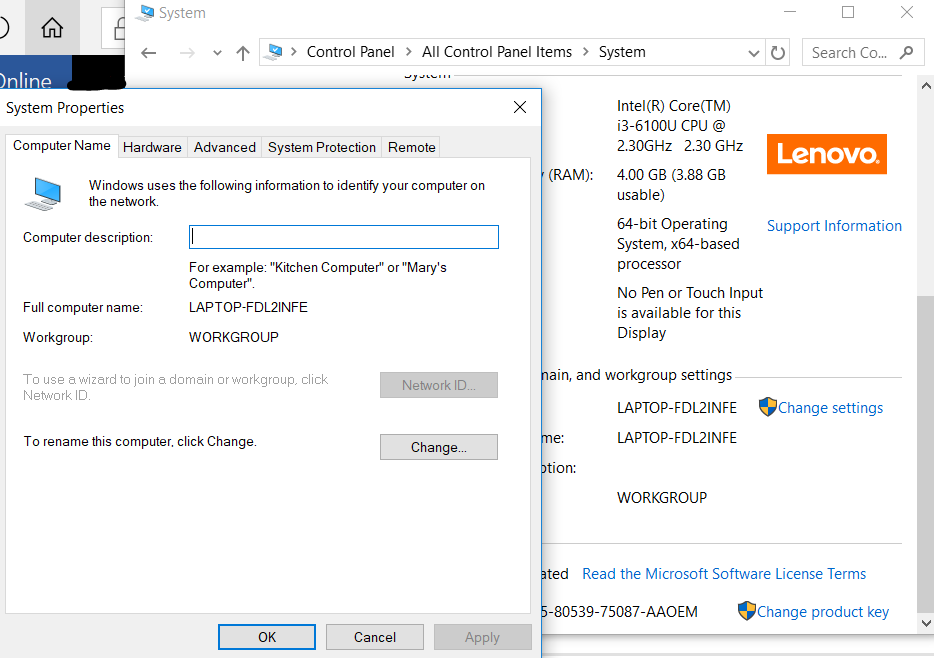 System
Control Panel > All Control Panel Items > System
Search Co...
Online
System
System Properties
Computer Name
Hardware
Advanced
System Protection
Remote
Windows uses the following information to identify your computer on
the network.
Computer description:
For example: "Kitchen Computer" or "Mary's
Computer".
Full computer name:
LAPTOP-FDL2INFE
Workgroup:
WORKGROUP
To use a wizard to join a domain or workgroup, click
Network ID.
Network ID...
To rename this computer, click Change.
Change...
OK
Cancel
Apply
Intel(R) Core(TM)
i3-6100U CPU @
2.30GHz 2.30 GHz
y (RAM):
4.00 GB (3.88 GB
usable)
64-bit Operating
System, x64-based
processor
No Pen or Touch Input
is available for this
Display
Lenovo.
Support Information
main, and workgroup settings
LAPTOP-FDL2INFE
Change settings
me:
LAPTOP-FDL2INFE
ption:
WORKGROUP
ated
Read the Microsoft Software License Terms
5-80539-75087-AAOEM
Change product key